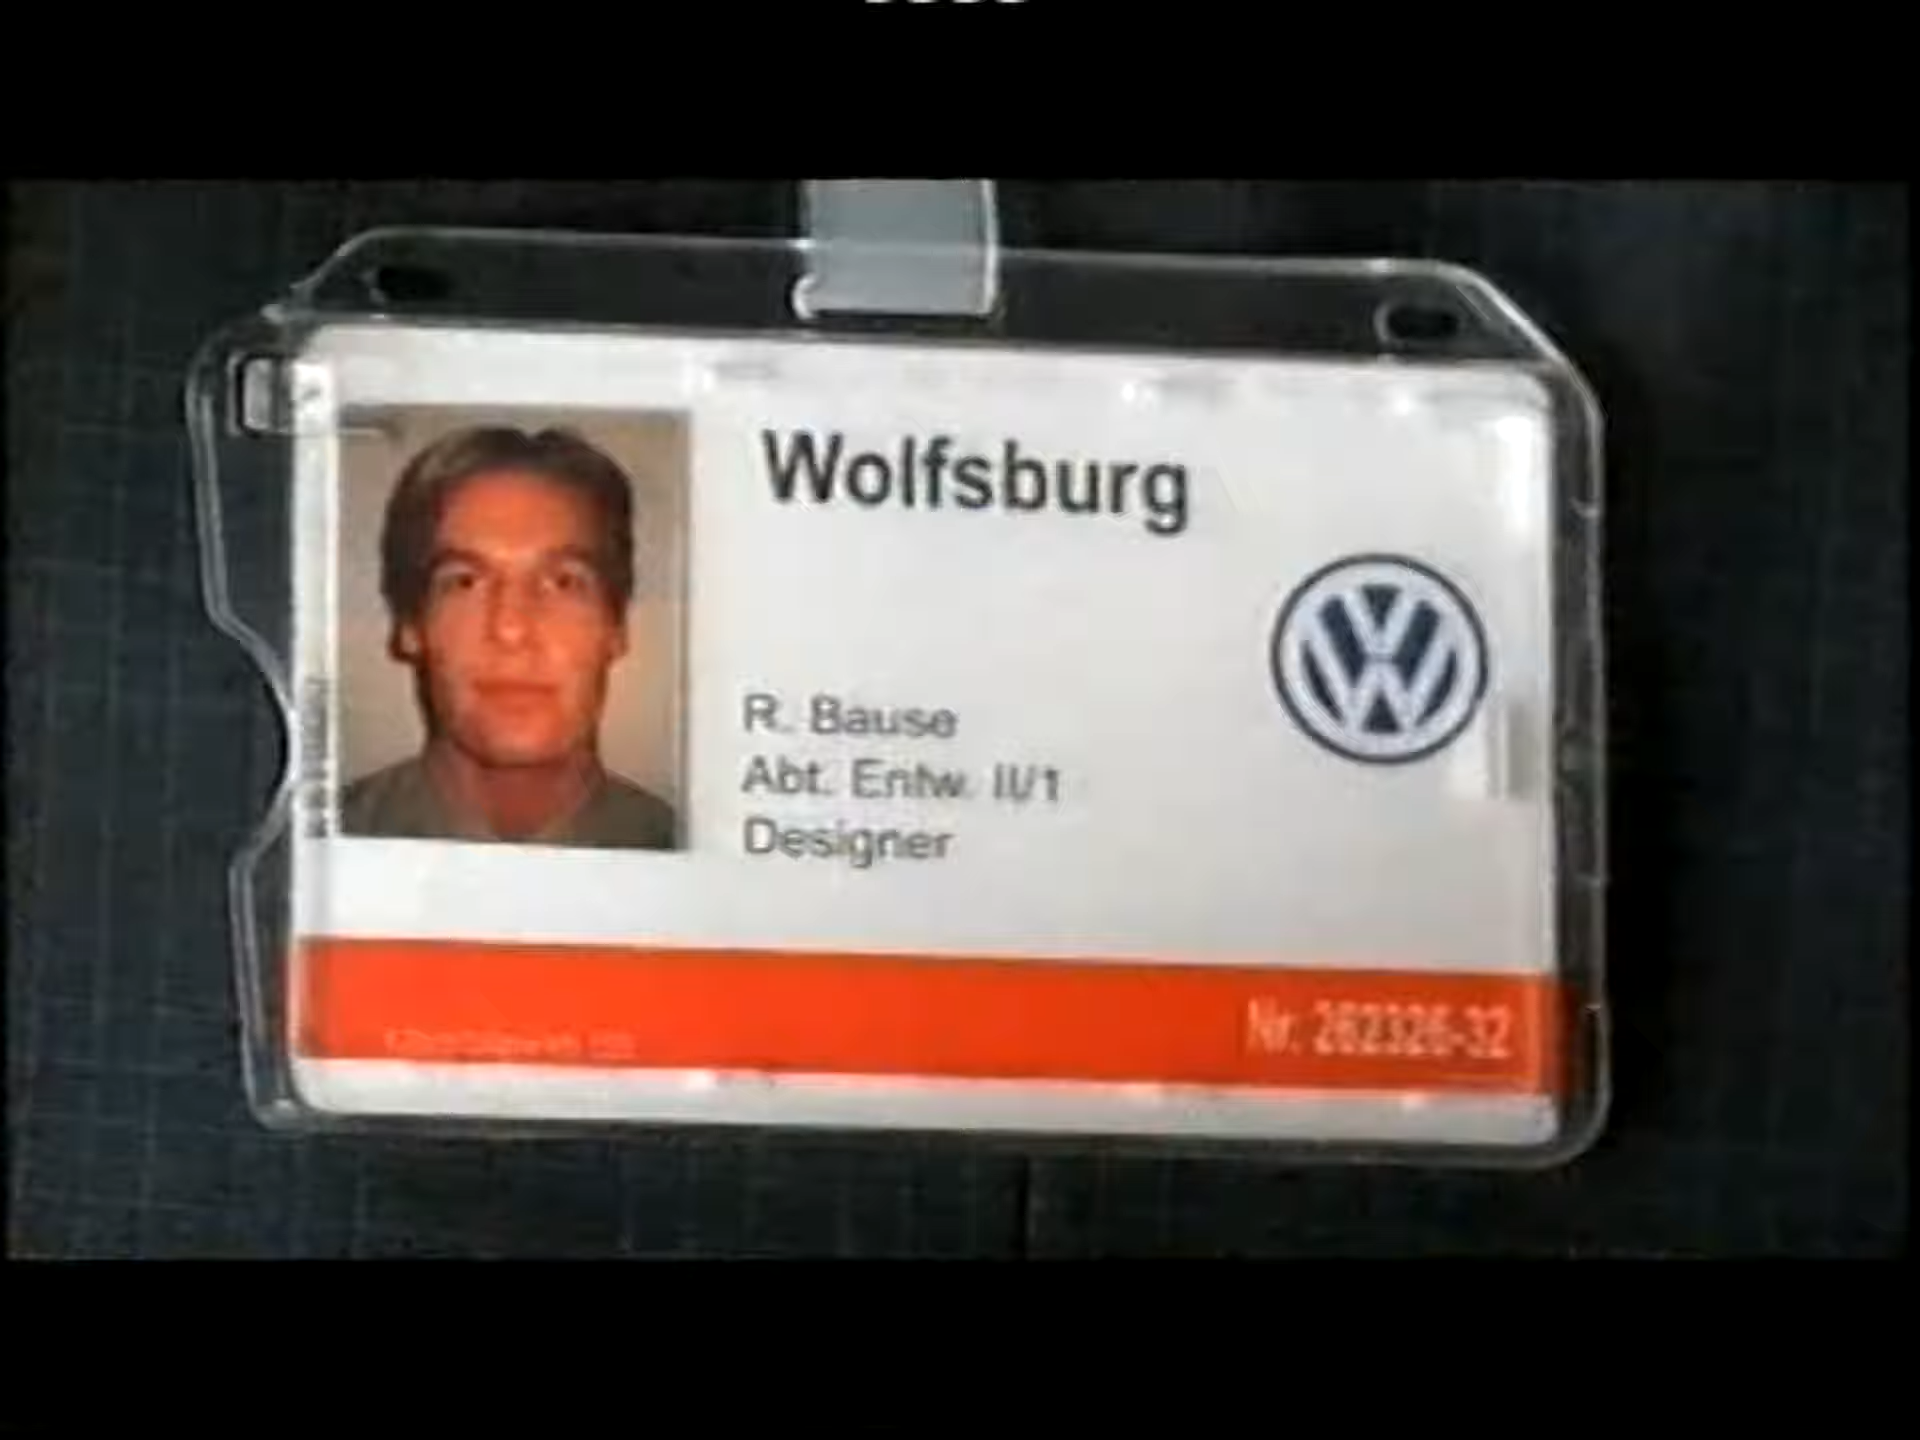 Wolfsburg
R. Bause
Abt. Entw. II/1
Designer
Nr. 262326-32